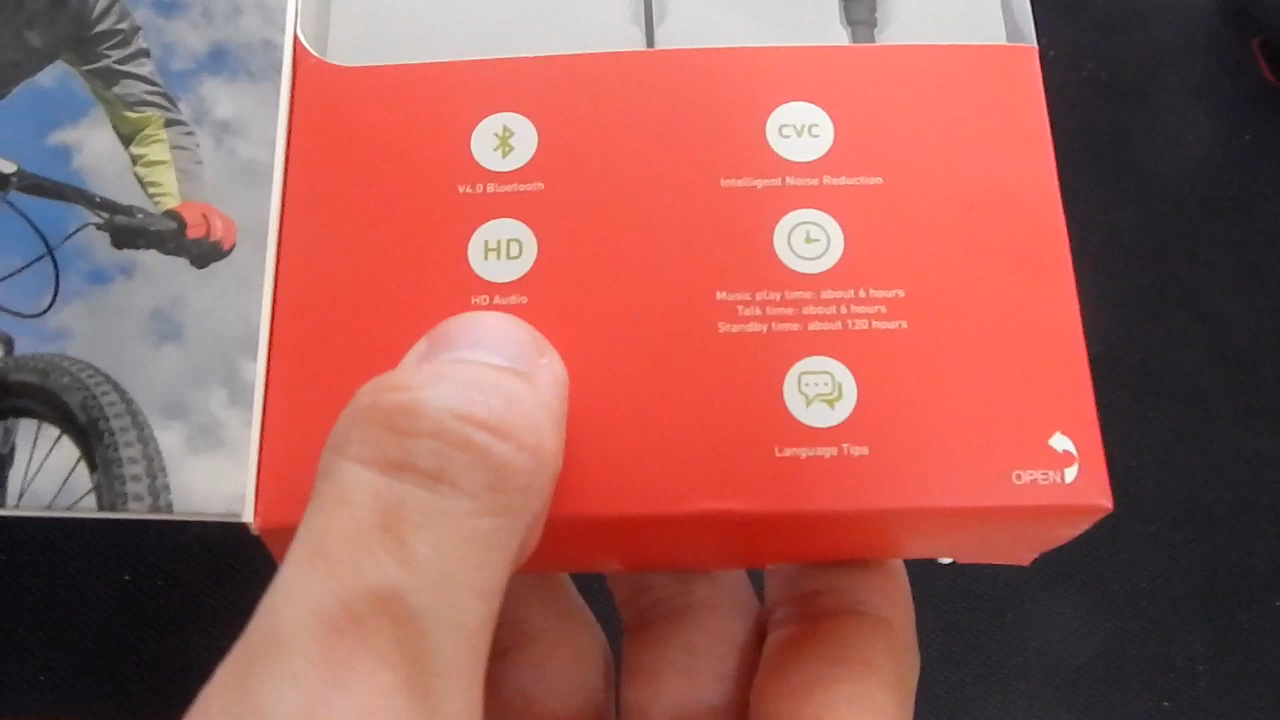 V4.0 Bluetooth
CVC
Intelligent Noise Reduction
HD
HD Audio
Music play time: about 6 hours
Talk time: about 6 hours
Standby time: about 120 hours
Language Tips
OPEN